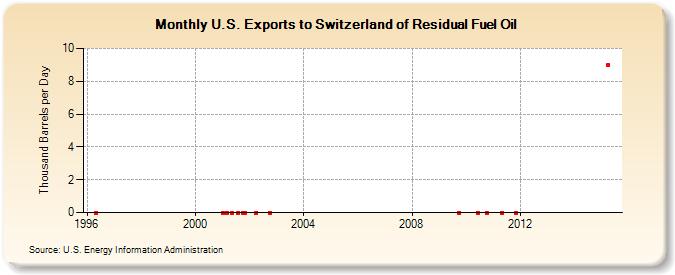 Monthly U.S. Exports to Switzerland of Residual Fuel Oil
Thousand Barrels per Day
10
8
6
4
2
0
1996 2000 2004 2008 2012
Source: U.S. Energy Information Administration